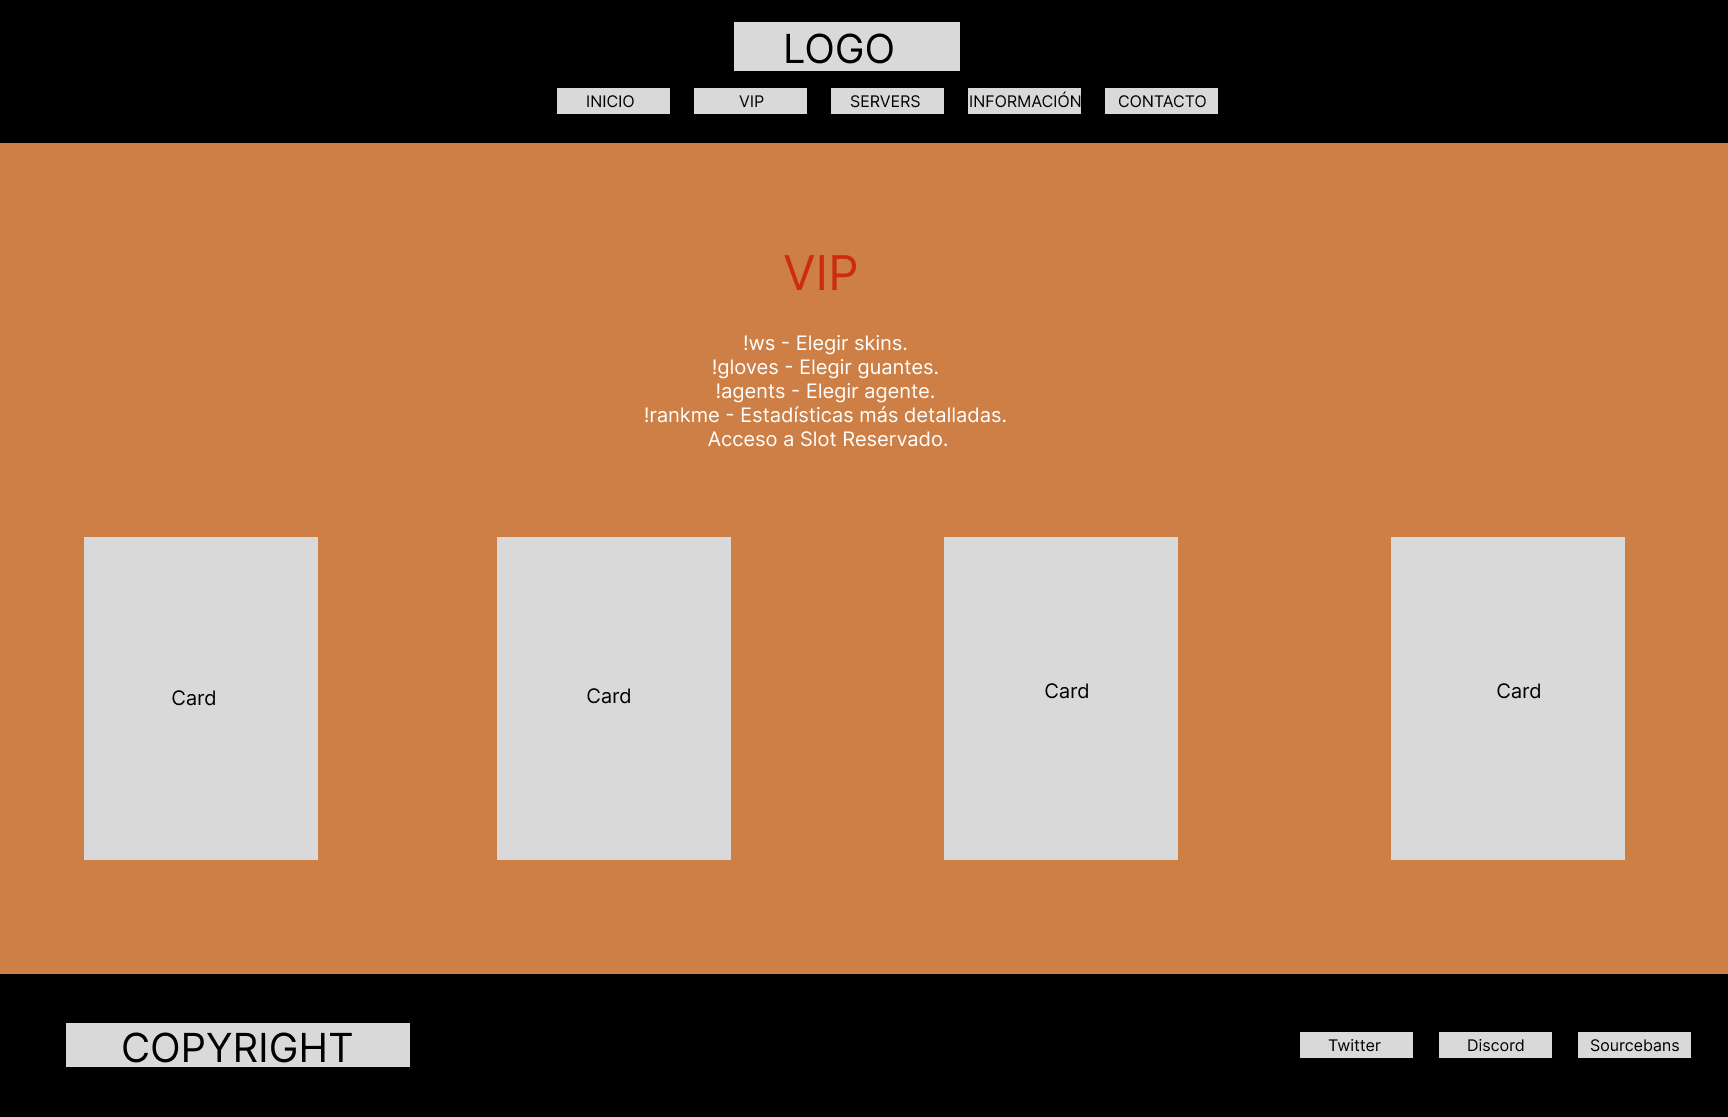 LOGO
INICIO VIP SERVERS INFORMACIÓN CONTACTO
VIP
!ws - Elegir skins.
!gloves - Elegir guantes.
!agents - Elegir agente.
!rankme - Estadísticas más detalladas.
Acceso a Slot Reservado.
Card Card Card Card
COPYRIGHT
Twitter Discord Sourcebans